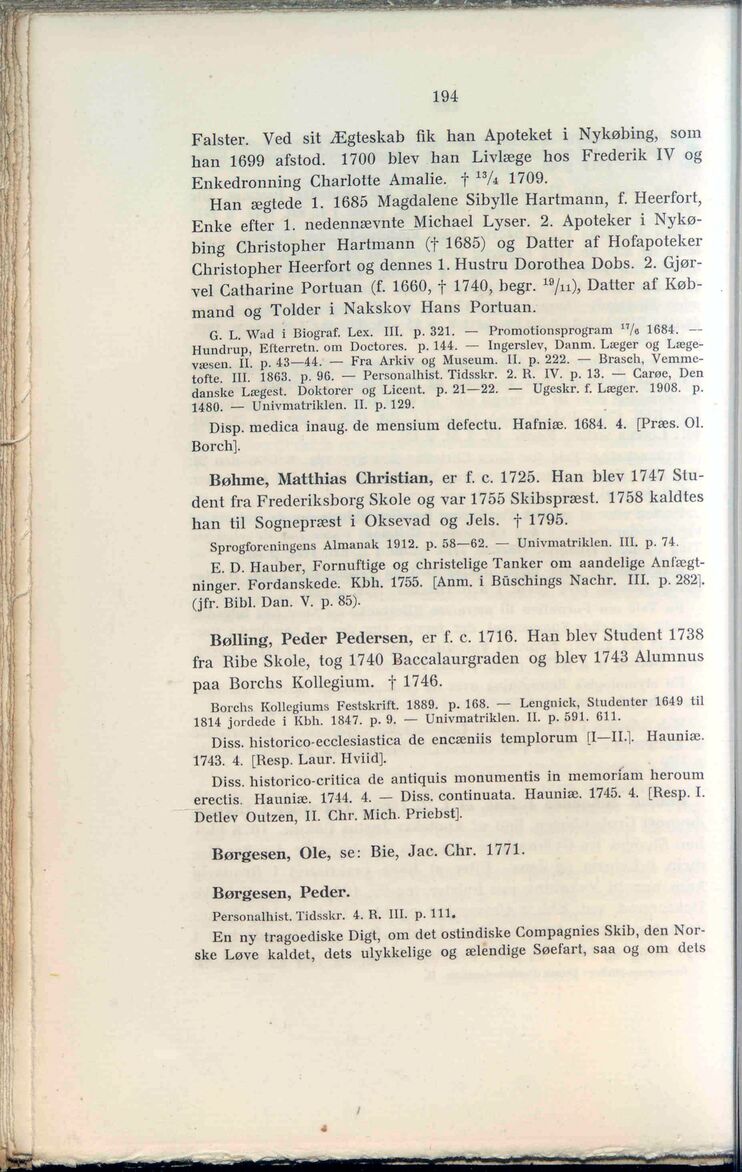 194
Falster. Ved sit Ægteskab fik han Apoteket i Nykøbing, som
han 1699 afstod. 1700 blev han Livlæge hos Frederik IV og
Enkedronning Charlotte Amalie. † 13/4 1709.
Han ægtede 1. 1685 Magdalene Sibylle Hartmann, f. Heerfort,
Enke efter 1. nedennævnte Michael Lyser. 2. Apoteker i Nykø-
bing Christopher Hartmann († 1685) og Datter af Hofapoteker
Christopher Heerfort og dennes 1. Hustru Dorothea Dobs. 2. Gjør-
vel Catharine Portuan (f. 1660, † 1740, begr. 19/11), Datter af Køb-
mand og Tolder i Nakskov Hans Portuan.
G. L. Wad i Biograf. Lex. III. p. 321. — Promotionsprogram 17/6 1684. —
Hundrup, Efterretn. om Doctores. p. 144. — Ingerslev, Danm. Læger og Læge-
væsen. II. p. 43—44. — Fra Arkiv og Museum. II. p. 222. — Brasch, Vemme-
tofte. III. 1863. p. 96. — Personalhist. Tidsskr. 2. R. IV. p. 13. — Carøe, Den
danske Lægest. Doktorer og Licent. p. 21—22. — Ugeskr. f. Læger. 1908. p.
1480. — Univmatriklen. II. p. 129.
Disp. medica inaug. de mensium defectu. Hafniæ. 1684. 4. [Præs. Ol.
Borch].
Bøhme, Matthias Christian, er f. c. 1725. Han blev 1747 Stu-
dent fra Frederiksborg Skole og var 1755 Skibspræst. 1758 kaldtes
han til Sognepræst i Oksevad og Jels. † 1795.
Sprogforeningens Almanak 1912. p. 58—62. — Univmatriklen. III. p. 74.
E. D. Hauber, Fornuftige og christelige Tanker om aandelige Anfægt-
ninger. Fordanskede. Kbh. 1755. [Anm. i Büschings Nachr. III. p. 282].
(jfr. Bibl. Dan. V. p. 85).
Bølling, Peder Pedersen, er f. c. 1716. Han blev Student 1738
fra Ribe Skole, tog 1740 Baccalaurgraden og blev 1743 Alumnus
paa Borchs Kollegium. † 1746.
Borchs Kollegiums Festskrift. 1889. p. 168. — Lengnick, Studenter 1649 til
1814 jordede i Kbh. 1847. p. 9. — Univmatriklen. II. p. 591. 611.
Diss. historico-ecclesiastica de encæniis templorum [I—II.]. Hauniæ.
1743. 4. [Resp. Laur. Hviid].
Diss. historico-critica de antiquis monumentis in memoriam heroum
erectis. Hauniæ. 1744. 4. — Diss. continuata. Hauniæ. 1745. 4. [Resp. I.
Detlev Outzen, II. Chr. Mich. Priebst].
Børgesen, Ole, se: Bie, Jac. Chr. 1771.
Børgesen, Peder.
Personalhist. Tidsskr. 4. R. III. p. 111.
En ny tragoediske Digt, om det ostindiske Compagnies Skib, den Nor-
ske Løve kaldet, dets ulykkelige og ælendige Søefart, saa og om dets